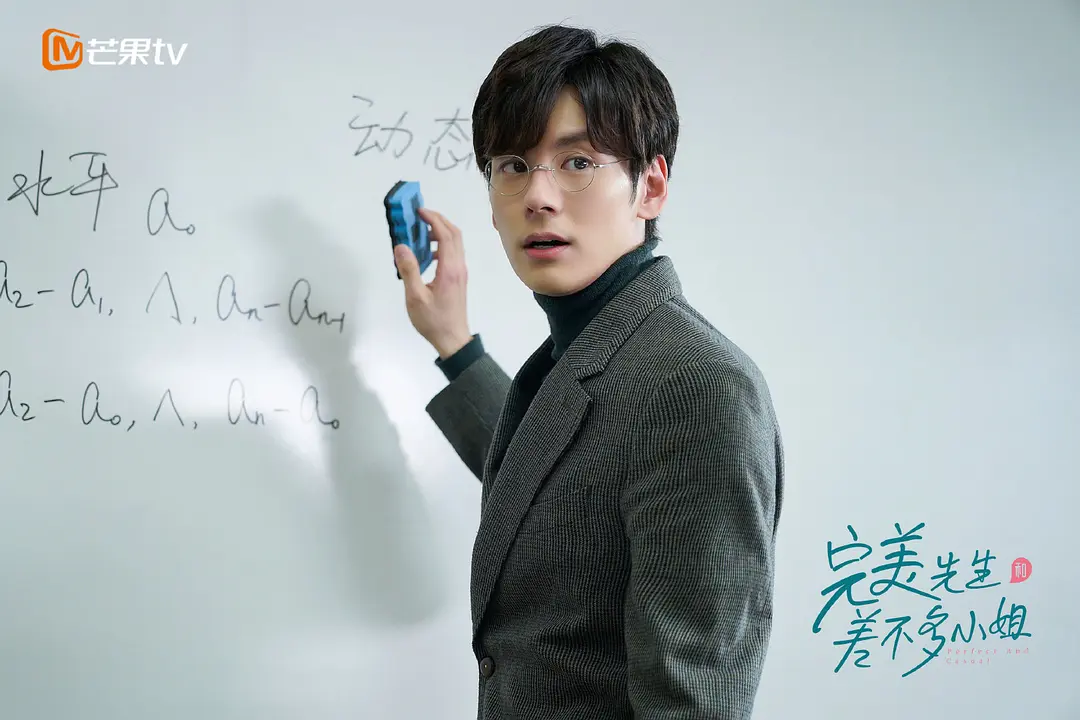 芒果tv
动态
水平 a₀
a₂-a₁, Λ, aₙ-aₙ₋₁
a₂-a₀, Λ, aₙ-a₀
完美先生
和
差不多小姐
Perfect and
Casual